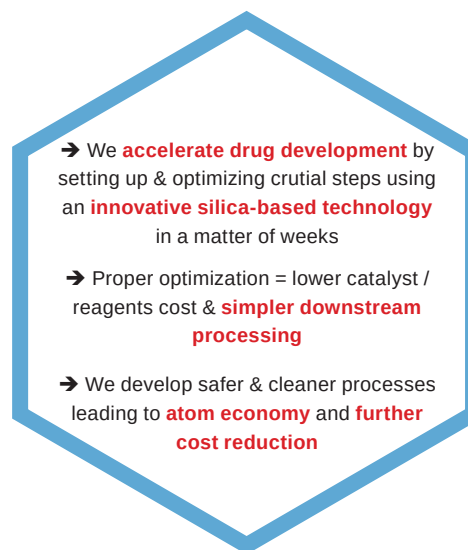 ➔ We accelerate drug development by
setting up & optimizing crutial steps using
an innovative silica-based technology
in a matter of weeks
➔ Proper optimization = lower catalyst /
reagents cost & simpler downstream
processing
➔ We develop safer & cleaner processes
leading to atom economy and further
cost reduction